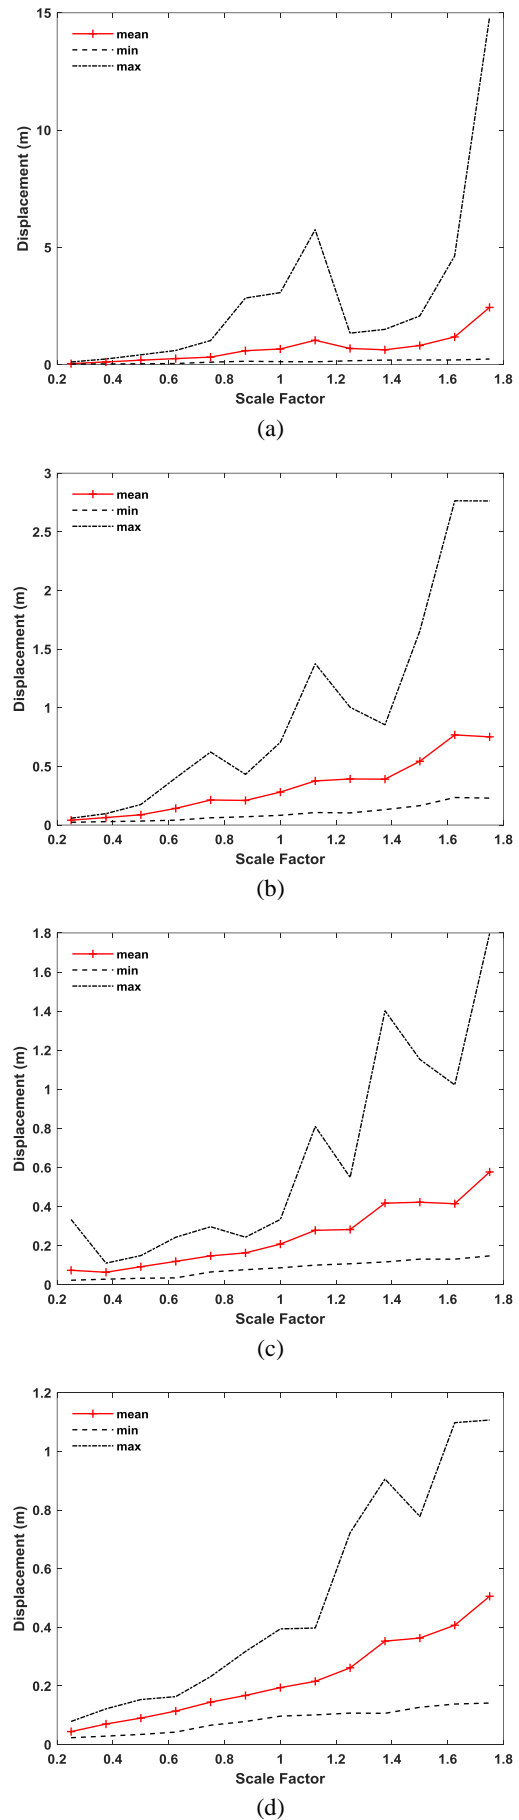 15
mean
min
max
10
Displacement (m)
5
0
0.2 0.4 0.6 0.8 1 1.2 1.4 1.6 1.8
Scale Factor
(a)
3
mean
min
max
2.5
2
Displacement (m)
1.5
1
0.5
0
0.2 0.4 0.6 0.8 1 1.2 1.4 1.6 1.8
Scale Factor
(b)
1.8
mean
min
max
1.6
1.4
1.2
Displacement (m)
1
0.8
0.6
0.4
0.2
0
0.2 0.4 0.6 0.8 1 1.2 1.4 1.6 1.8
Scale Factor
(c)
1.2
mean
min
max
1
0.8
Displacement (m)
0.6
0.4
0.2
0
0.2 0.4 0.6 0.8 1 1.2 1.4 1.6 1.8
Scale Factor
(d)